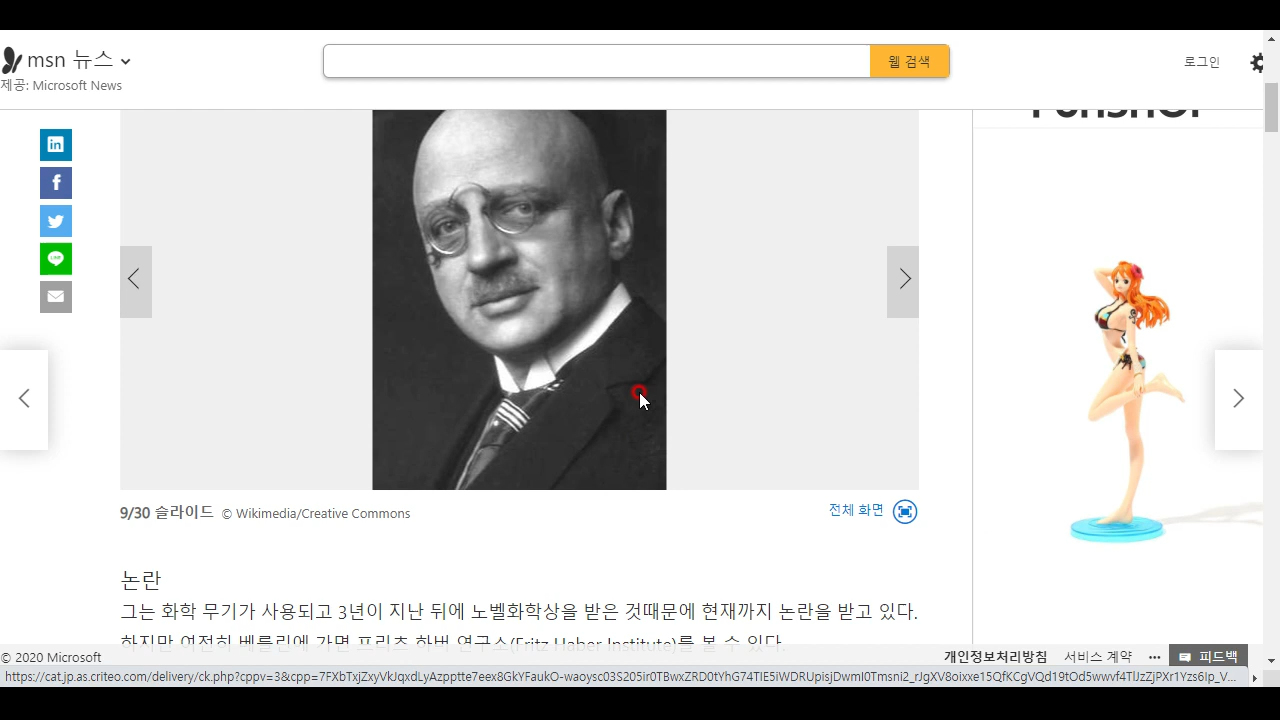 msn 뉴스
제공: Microsoft News
웹 검색
로그인
9/30 슬라이드 © Wikimedia/Creative Commons
전체 화면
논란
그는 화학 무기가 사용되고 3년이 지난 뒤에 노벨화학상을 받은 것때문에 현재까지 논란을 받고 있다.
하지만 여전히 베를린에 가면 프리츠 하버 연구소(Fritz Haber Institute)를 볼 수 있다.
© 2020 Microsoft
개인정보처리방침 서비스 계약 ••• 피드백